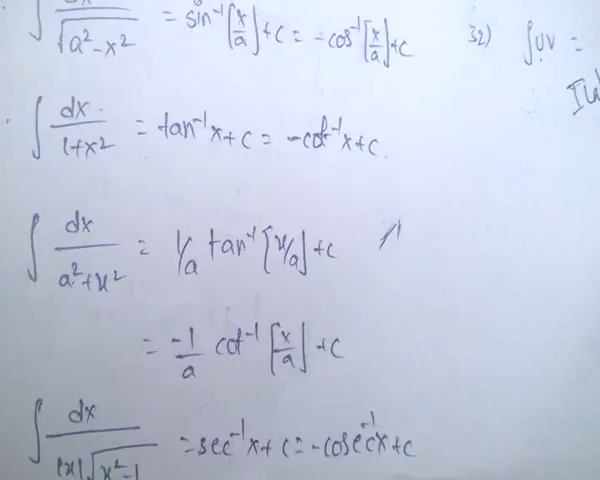 ∫ dx/√(a²-x²) = sin⁻¹[x/a]+c = -cos⁻¹[x/a]+c
32) ∫UV =
∫ dx/(1+x²) = tan⁻¹x+c = -cot⁻¹x+c.
∫ dx/(a²+x²) = 1/a tan⁻¹[x/a]+c
= -1/a cot⁻¹[x/a]+c
∫ dx/(|x|√(x²-1)) = sec⁻¹x+c = -cosec⁻¹x+c